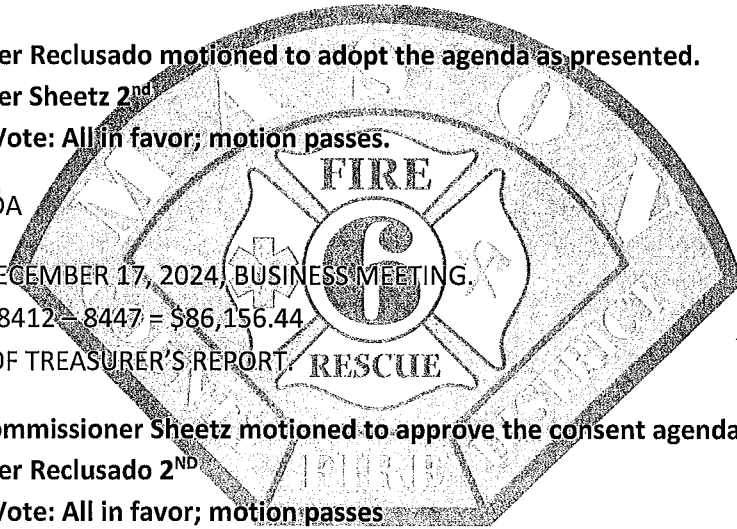 er Reclusado motioned to adopt the agenda as presented.
er Sheetz 2nd
Vote: All in favor; motion passes.
DA
ECEMBER 17, 2024, BUSINESS MEETING.
8412 – 8447 = $86,156.44
OF TREASURER'S REPORT.
ommissioner Sheetz motioned to approve the consent agenda
er Reclusado 2ND
Vote: All in favor; motion passes
MASON
FIRE
6
RESCUE
FIRE
DISTRICT